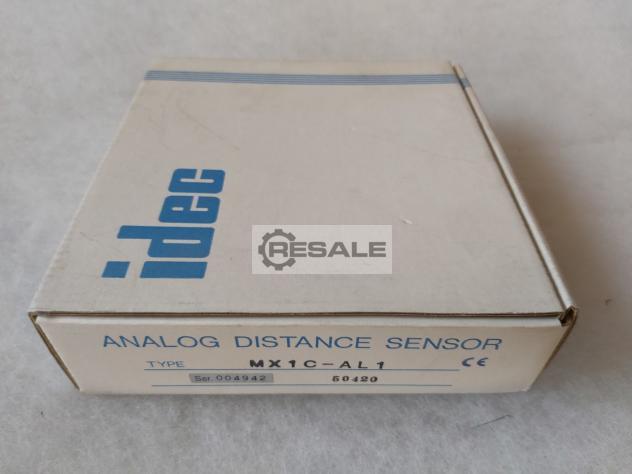 idec
RESALE
ANALOG DISTANCE SENSOR
TYPE MX1C-AL1 CE
Ser. 004942 50420